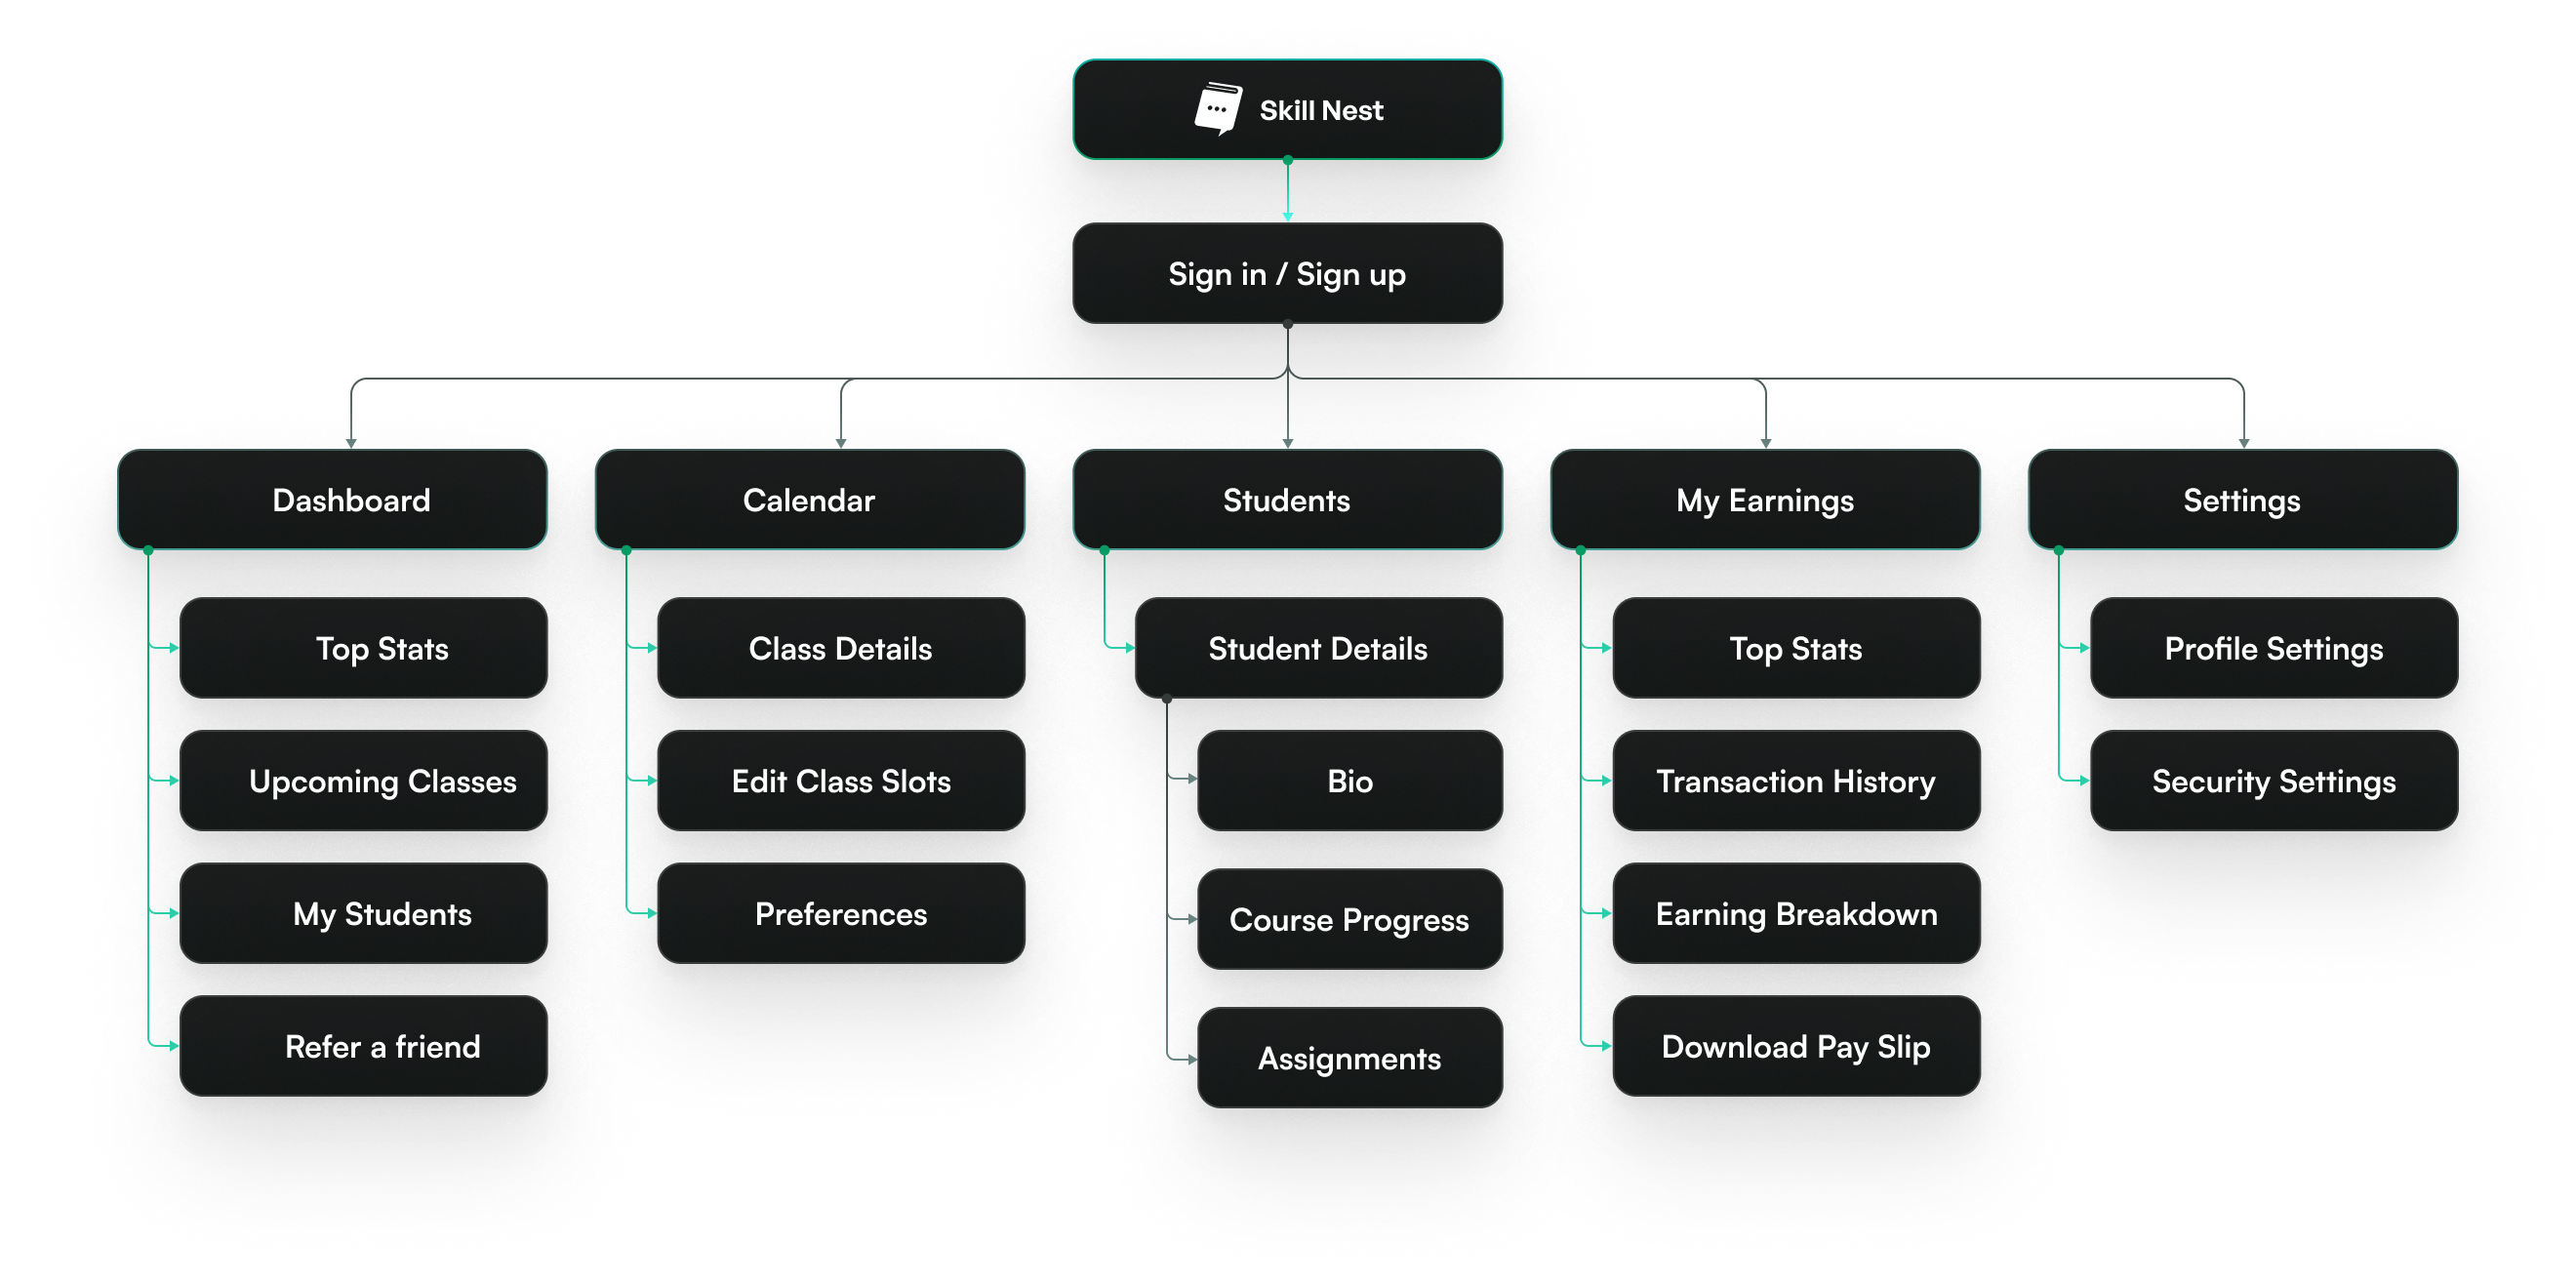 Skill Nest
Sign in / Sign up
Dashboard
Top Stats
Upcoming Classes
My Students
Refer a friend
Calendar
Class Details
Edit Class Slots
Preferences
Students
Student Details
Bio
Course Progress
Assignments
My Earnings
Top Stats
Transaction History
Earning Breakdown
Download Pay Slip
Settings
Profile Settings
Security Settings